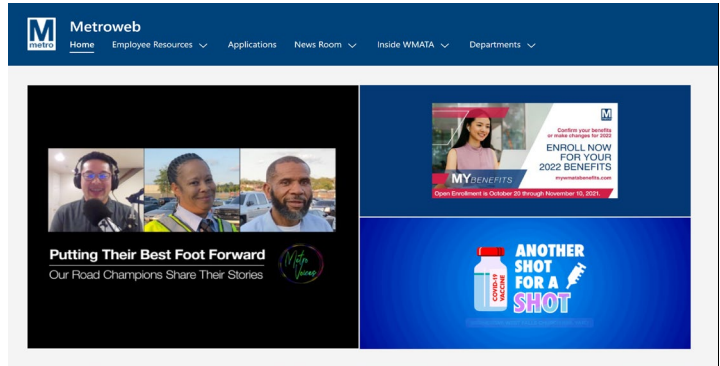 M
metro
Metroweb
Home Employee Resources Applications News Room Inside WMATA Departments
Putting Their Best Foot Forward
Our Road Champions Share Their Stories
Metro
Voices
M
Confirm your benefits
or make changes for 2022
ENROLL NOW
FOR YOUR
2022 BENEFITS
mywmatabenefits.com
MYBENEFITS
Open Enrollment is October 20 through November 10, 2021.
COVID-19
VACCINE
ANOTHER
SHOT
FOR A
SHOT